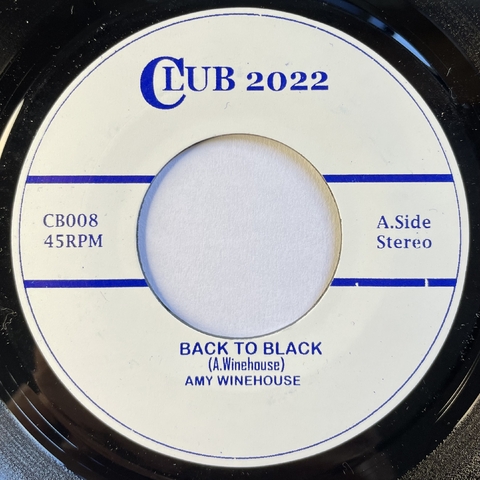 CLUB 2022
CB008
45RPM
A.Side
Stereo
BACK TO BLACK
(A.Winehouse)
AMY WINEHOUSE